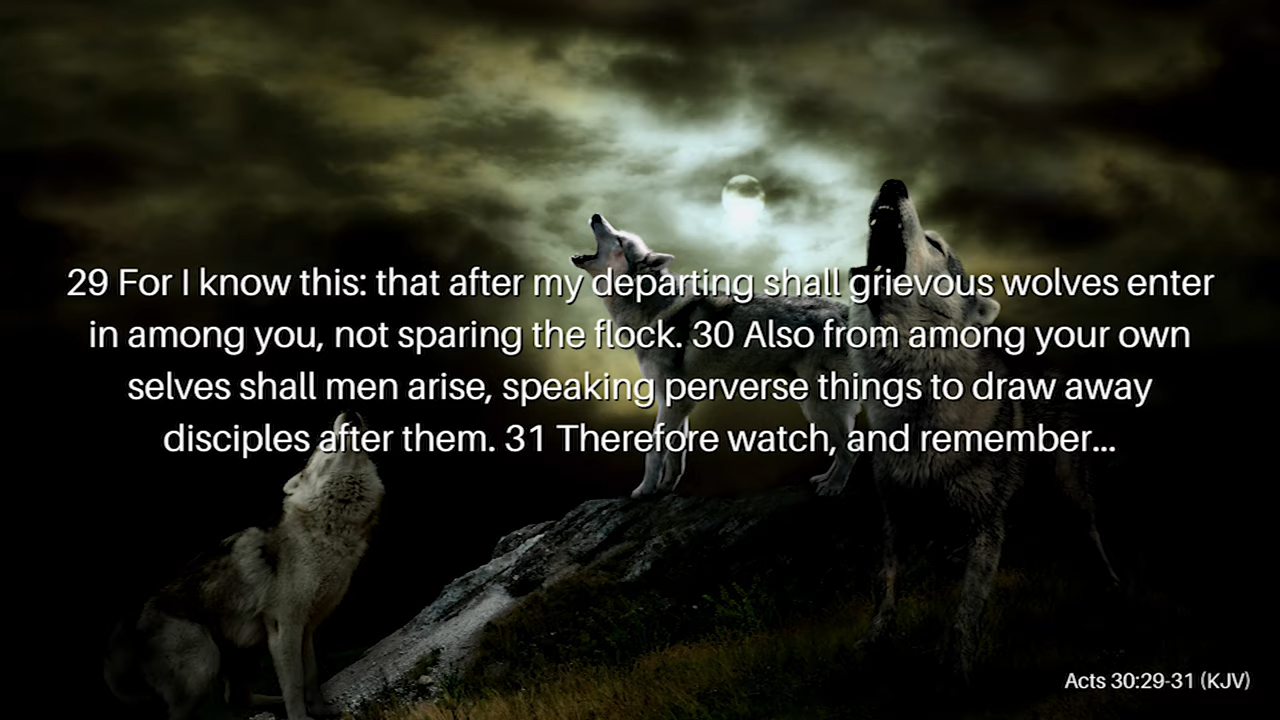 29 For I know this: that after my departing shall grievous wolves enter
in among you, not sparing the flock. 30 Also from among your own
selves shall men arise, speaking perverse things to draw away
disciples after them. 31 Therefore watch, and remember...
Acts 30:29-31 (KJV)